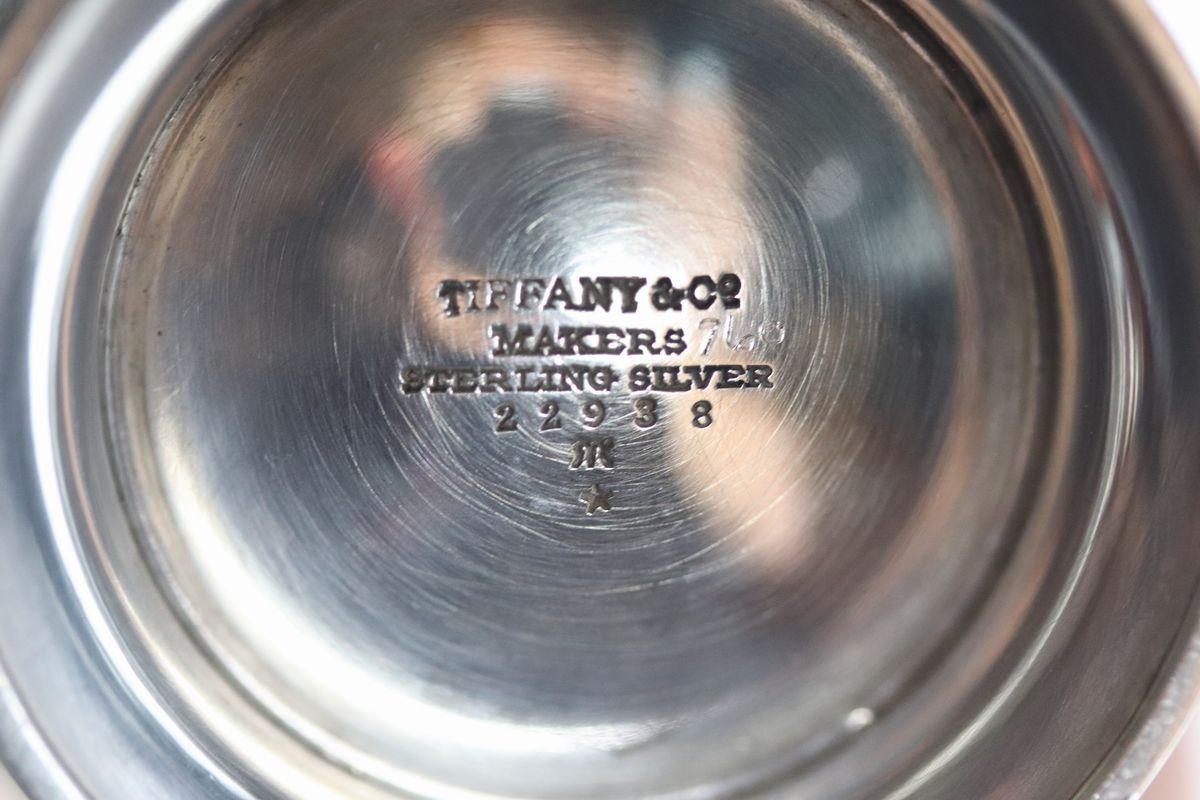 TIFFANY & Co
MAKERS
STERLING SILVER
22938
M